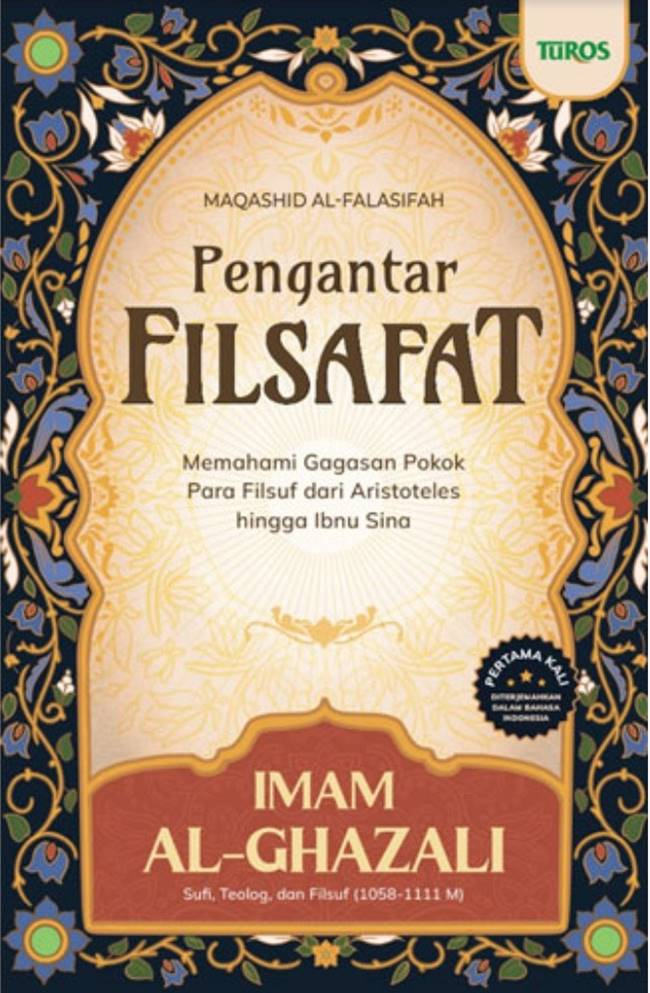 TUROS
MAQASHID AL-FALASIFAH
Pengantar
FILSAFAT
Memahami Gagasan Pokok
Para Filsuf dari Aristoteles
hingga Ibnu Sina
PERTAMA KALI
DITERJEMAHKAN
DALAM BAHASA
INDONESIA
IMAM
AL-GHAZALI
Sufi, Teolog, dan Filsuf (1058-1111 M)